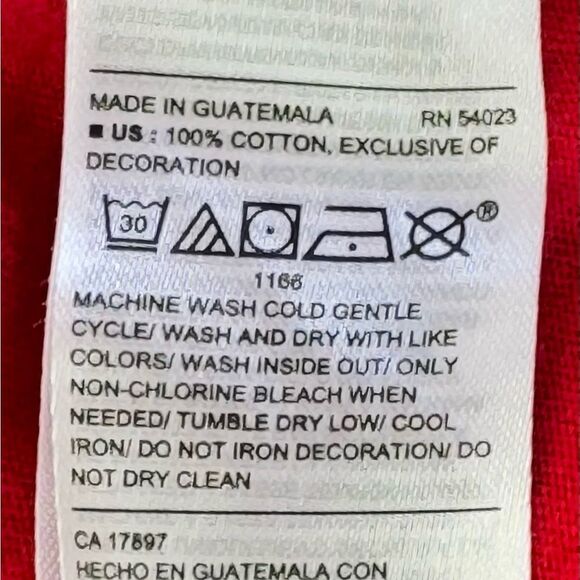 MADE IN GUATEMALA RN 54023
■ US : 100% COTTON, EXCLUSIVE OF
DECORATION
30
®
1166
MACHINE WASH COLD GENTLE
CYCLE/ WASH AND DRY WITH LIKE
COLORS/ WASH INSIDE OUT/ ONLY
NON-CHLORINE BLEACH WHEN
NEEDED/ TUMBLE DRY LOW/ COOL
IRON/ DO NOT IRON DECORATION/ DO
NOT DRY CLEAN
CA 17897
HECHO EN GUATEMALA CON